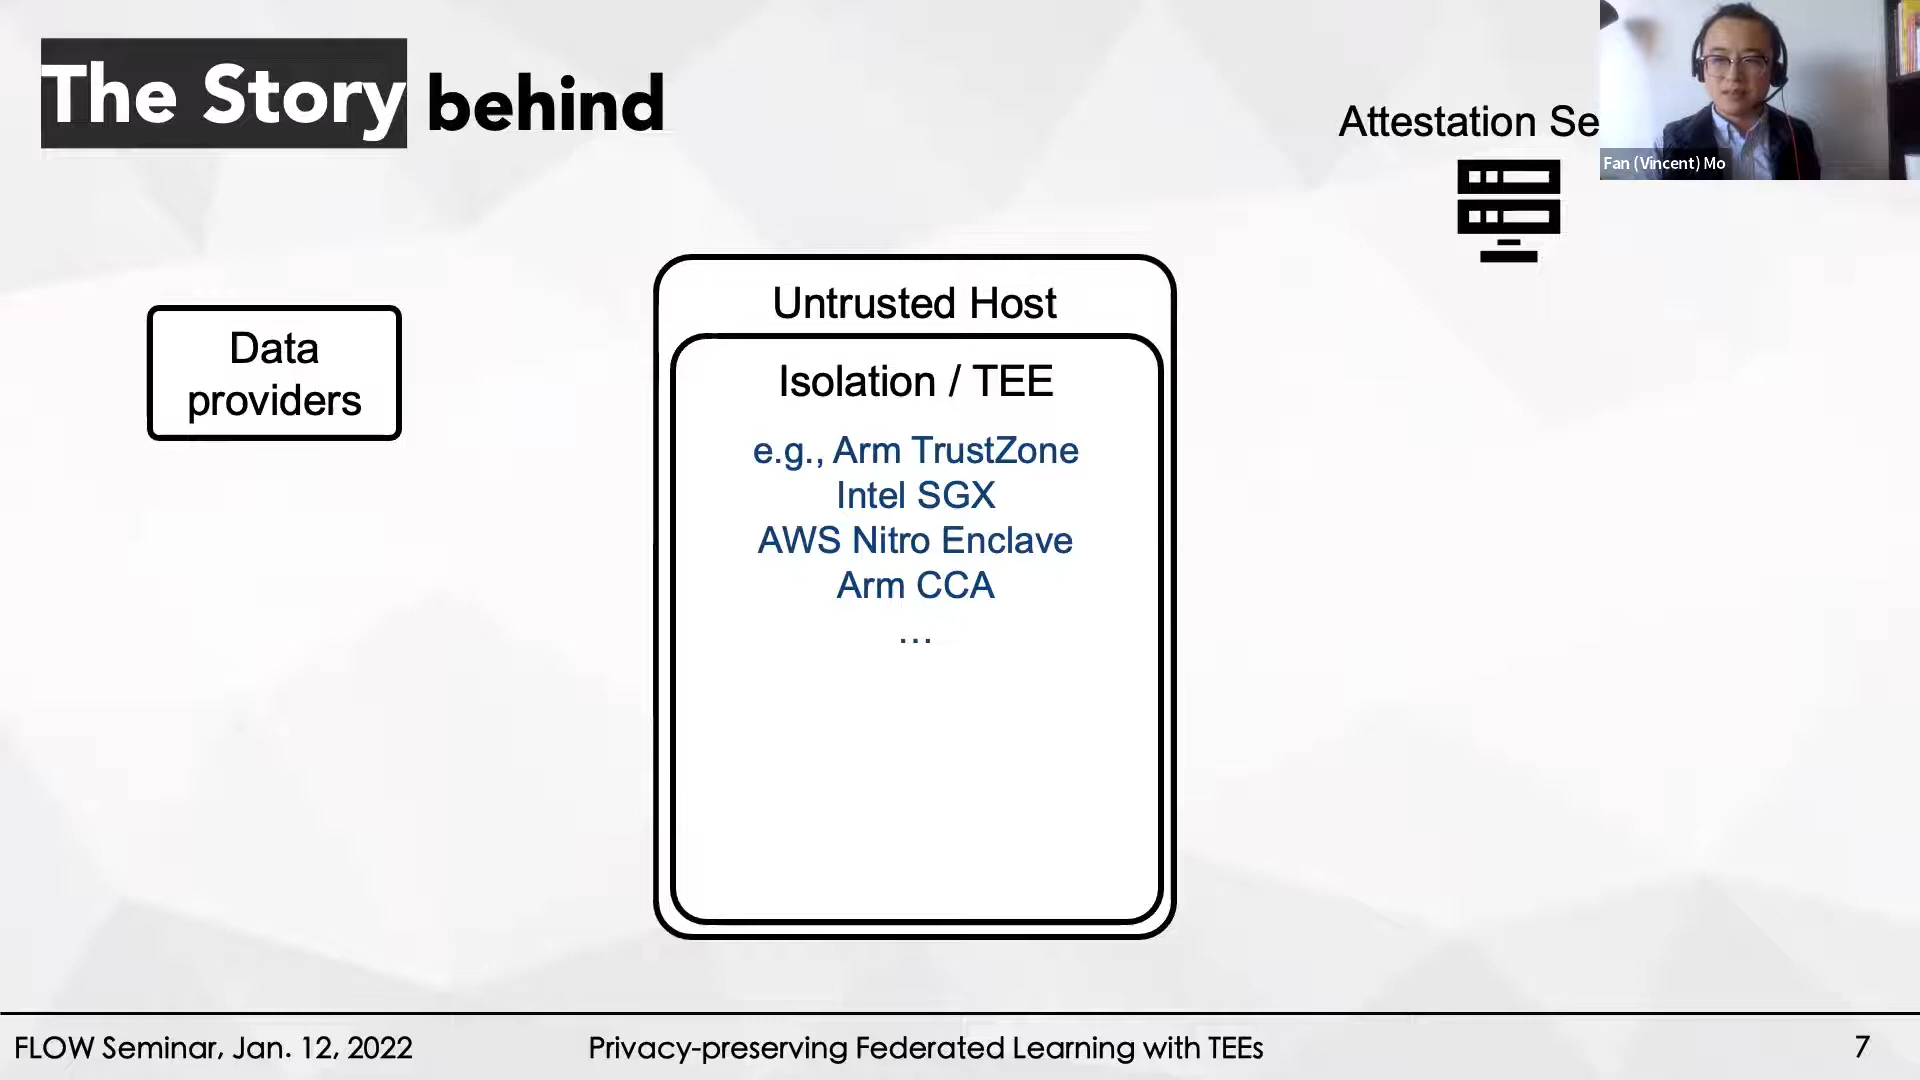 The Story behind
Attestation Se
Fan (Vincent) Mo
Untrusted Host
Data
providers
Isolation / TEE
e.g., Arm TrustZone
Intel SGX
AWS Nitro Enclave
Arm CCA
...
FLOW Seminar, Jan. 12, 2022
Privacy-preserving Federated Learning with TEEs
7